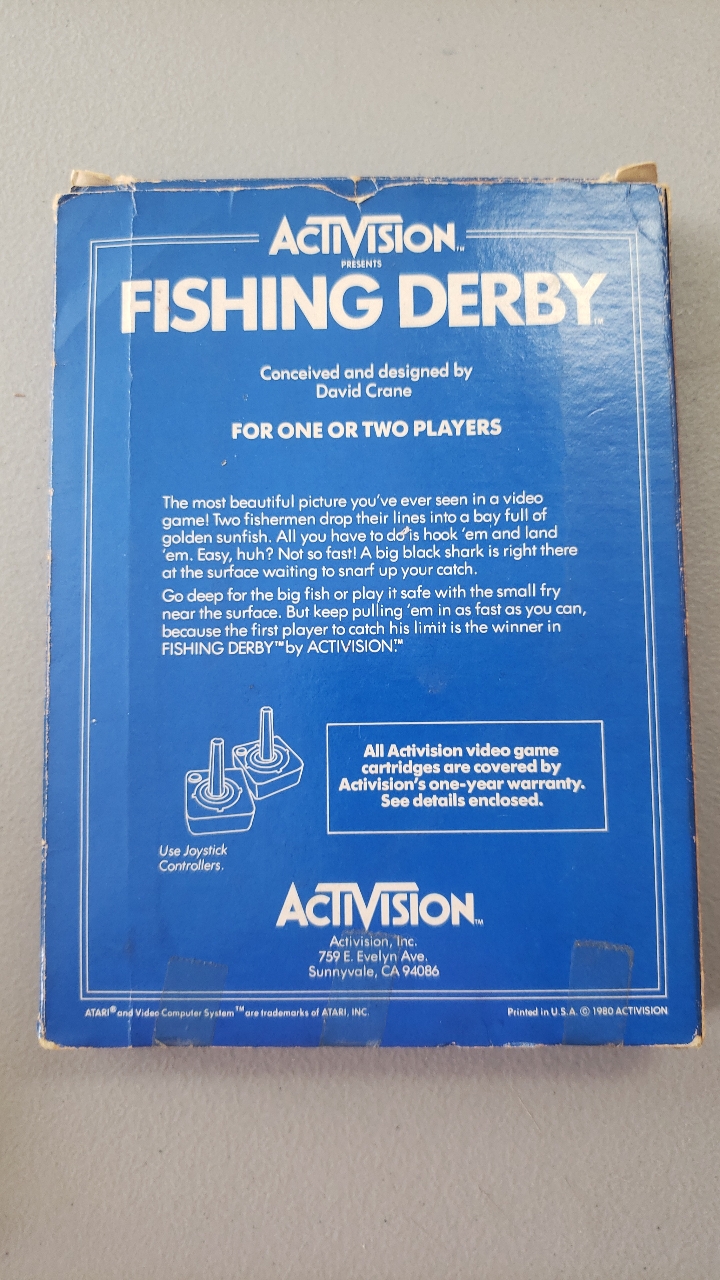 ACTIVISION™
PRESENTS
FISHING DERBY™
Conceived and designed by
David Crane
FOR ONE OR TWO PLAYERS
The most beautiful picture you've ever seen in a video
game! Two fishermen drop their lines into a bay full of
golden sunfish. All you have to do is hook 'em and land
'em. Easy, huh? Not so fast! A big black shark is right there
at the surface waiting to snarf up your catch.
Go deep for the big fish or play it safe with the small fry
near the surface. But keep pulling 'em in as fast as you can,
because the first player to catch his limit is the winner in
FISHING DERBY™ by ACTIVISION.™
All Activision video game
cartridges are covered by
Activision's one-year warranty.
See details enclosed.
Use Joystick
Controllers.
ACTIVISION™
Activision, Inc.
759 E. Evelyn Ave.
Sunnyvale, CA 94086
ATARI® and Video Computer System™ are trademarks of ATARI, INC.
Printed in U.S.A. © 1980 ACTIVISION